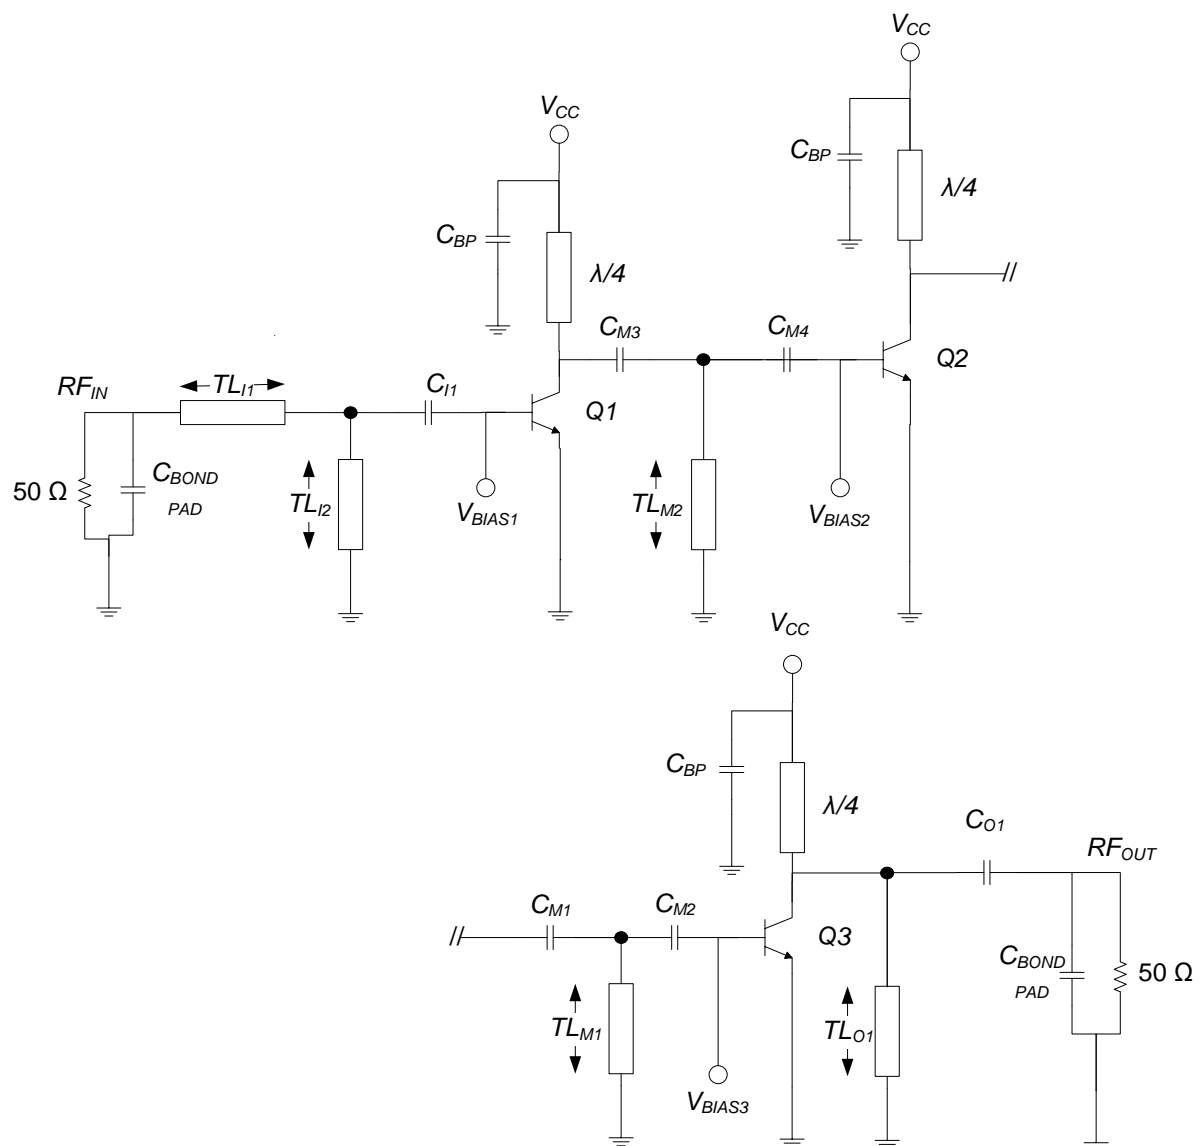 VCC
VCC
CBP
λ/4
CBP
λ/4
//
CM3
CM4
Q2
RFIN
TLI1
CI1
Q1
50 Ω
CBOND
PAD
TLI2
VBIAS1
TLM2
VBIAS2
VCC
CBP
λ/4
CO1
RFOUT
CM1
CM2
//
Q3
CBOND
PAD
50 Ω
TLM1
TLO1
VBIAS3